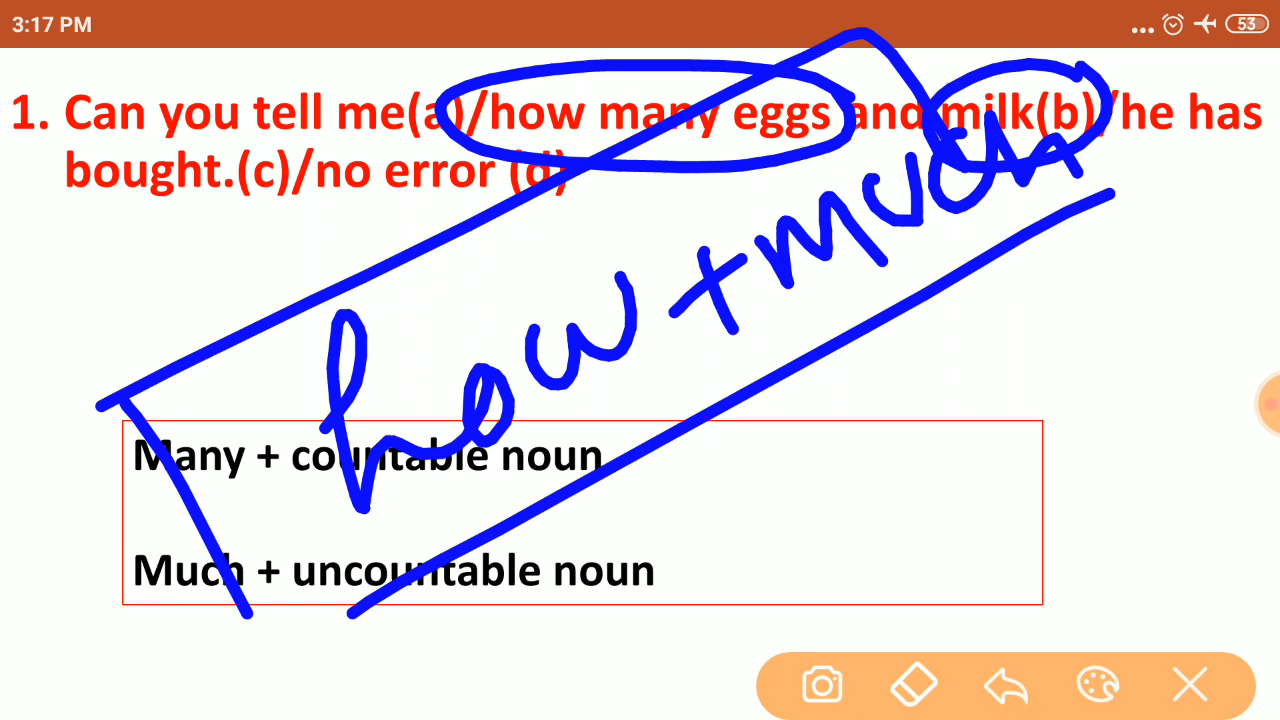 3:17 PM
53
1. Can you tell me(a)/how many eggs and milk(b)/he has
bought.(c)/no error (d)
how + much
Many + countable noun
Much + uncountable noun